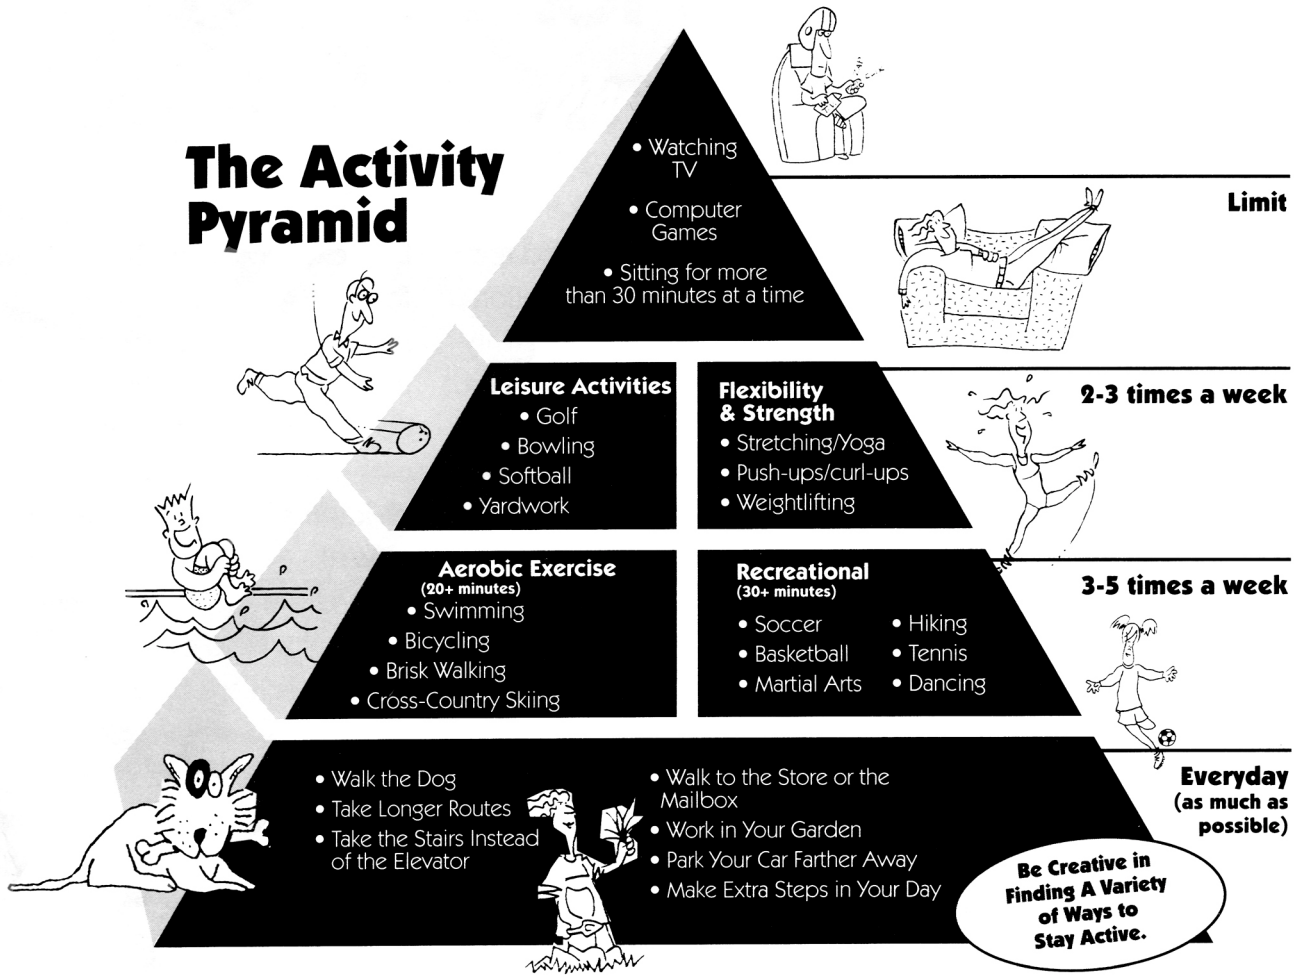 The Activity
Pyramid
• Watching
TV
• Computer
Games
• Sitting for more
than 30 minutes at a time
Limit
Leisure Activities
• Golf
• Bowling
• Softball
• Yardwork
Flexibility
& Strength
• Stretching/Yoga
• Push-ups/curl-ups
• Weightlifting
2-3 times a week
Aerobic Exercise
(20+ minutes)
• Swimming
• Bicycling
• Brisk Walking
• Cross-Country Skiing
Recreational
(30+ minutes)
• Soccer
• Basketball
• Martial Arts
• Hiking
• Tennis
• Dancing
3-5 times a week
• Walk the Dog
• Take Longer Routes
• Take the Stairs Instead
of the Elevator
• Walk to the Store or the
Mailbox
• Work in Your Garden
• Park Your Car Farther Away
• Make Extra Steps in Your Day
Everyday
(as much as
possible)
Be Creative in
Finding A Variety
of Ways to
Stay Active.